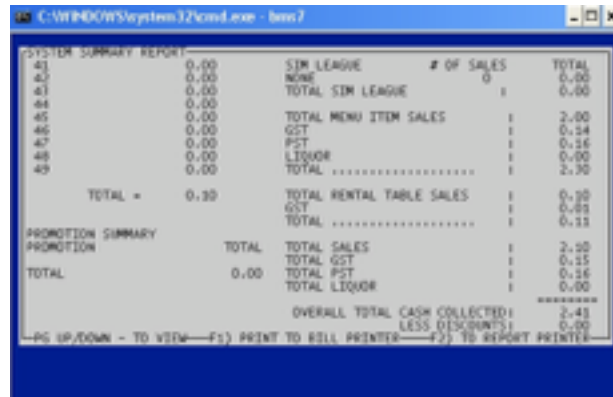 C:\WINDOWS\system32\cmd.exe - bms7
SYSTEM SUMMARY REPORT
41 0.00 SIM LEAGUE # OF SALES TOTAL
42 0.00 NONE 0 0.00
43 0.00 TOTAL SIM LEAGUE : 0.00
44 0.00
45 0.00 TOTAL MENU ITEM SALES : 2.00
46 0.00 GST : 0.14
47 0.00 PST : 0.16
48 0.00 LIQUOR : 0.00
49 0.00 TOTAL ................... : 2.30
TOTAL = 0.10 TOTAL RENTAL TABLE SALES : 0.10
GST : 0.01
TOTAL ................... : 0.11
PROMOTION SUMMARY
PROMOTION TOTAL TOTAL SALES : 2.10
TOTAL GST : 0.15
TOTAL 0.00 TOTAL PST : 0.16
TOTAL LIQUOR : 0.00
========
OVERALL TOTAL CASH COLLECTED: 2.41
LESS DISCOUNTS: 0.00
PG UP/DOWN - TO VIEW F1) PRINT TO BILL PRINTER F2) TO REPORT PRINTER